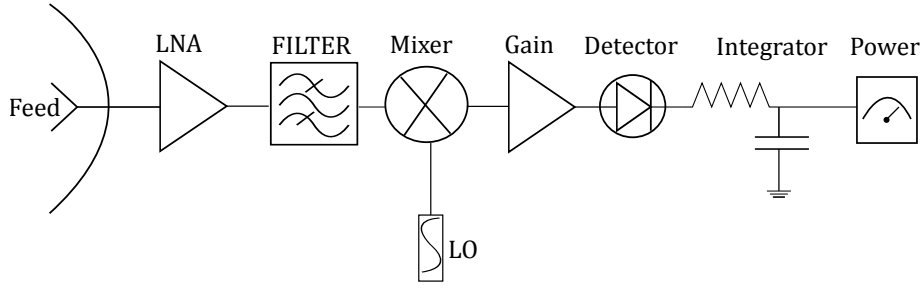 LNA
FILTER
Mixer
Gain
Detector
Integrator
Power
Feed
LO